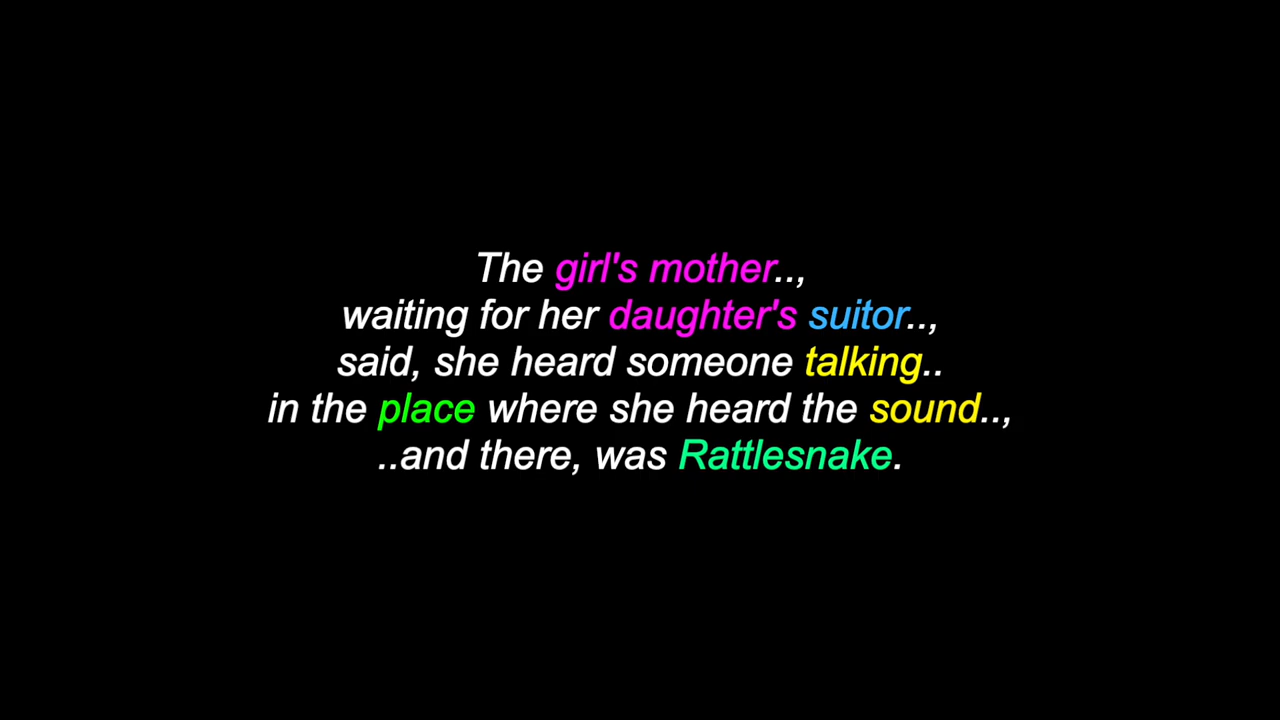 The girl's mother..,
waiting for her daughter's suitor..,
said, she heard someone talking..
in the place where she heard the sound..,
..and there, was Rattlesnake.